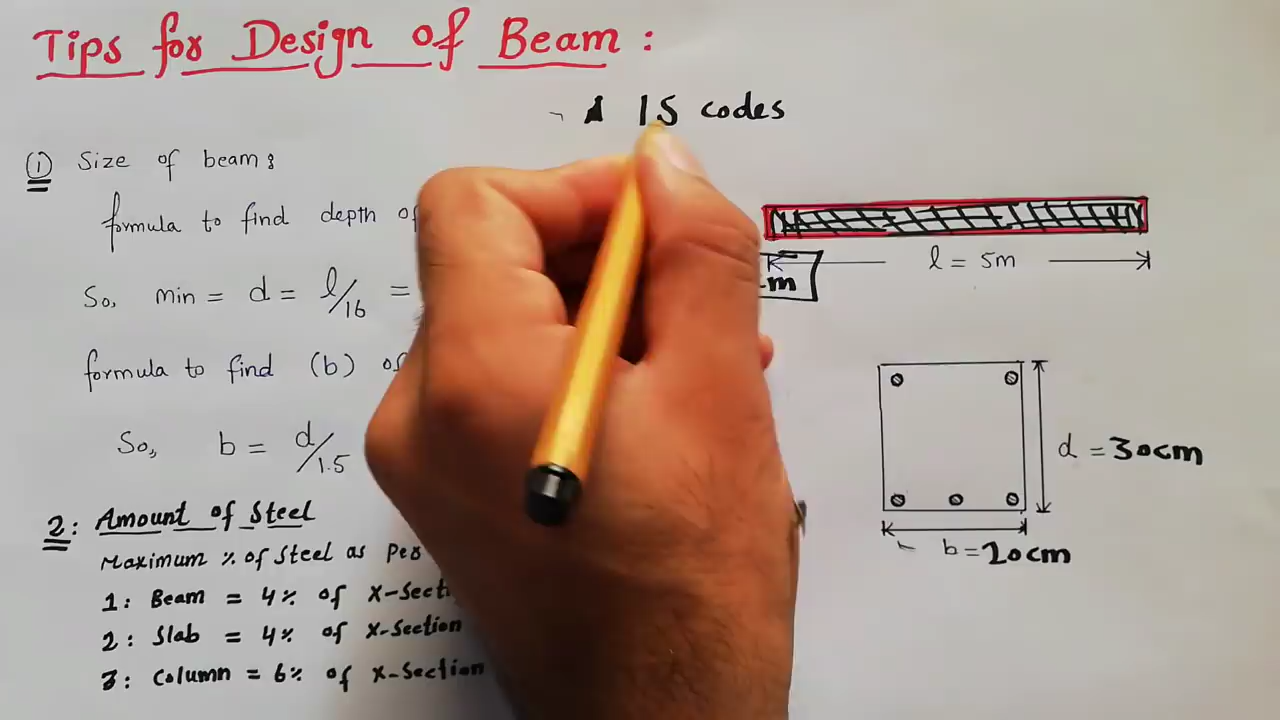 Tips for Design of Beam :
IS codes
① Size of beam :
formula to find depth of
So, min = d = l/16 =
l = 5m
formula to find (b) of
So, b = d/1.5
d = 30cm
b = 20cm
2: Amount of Steel
Maximum % of Steel as Per
1: Beam = 4% of X-Secti
2: Slab = 4% of X-Section
3: Column = 6% of X-Section